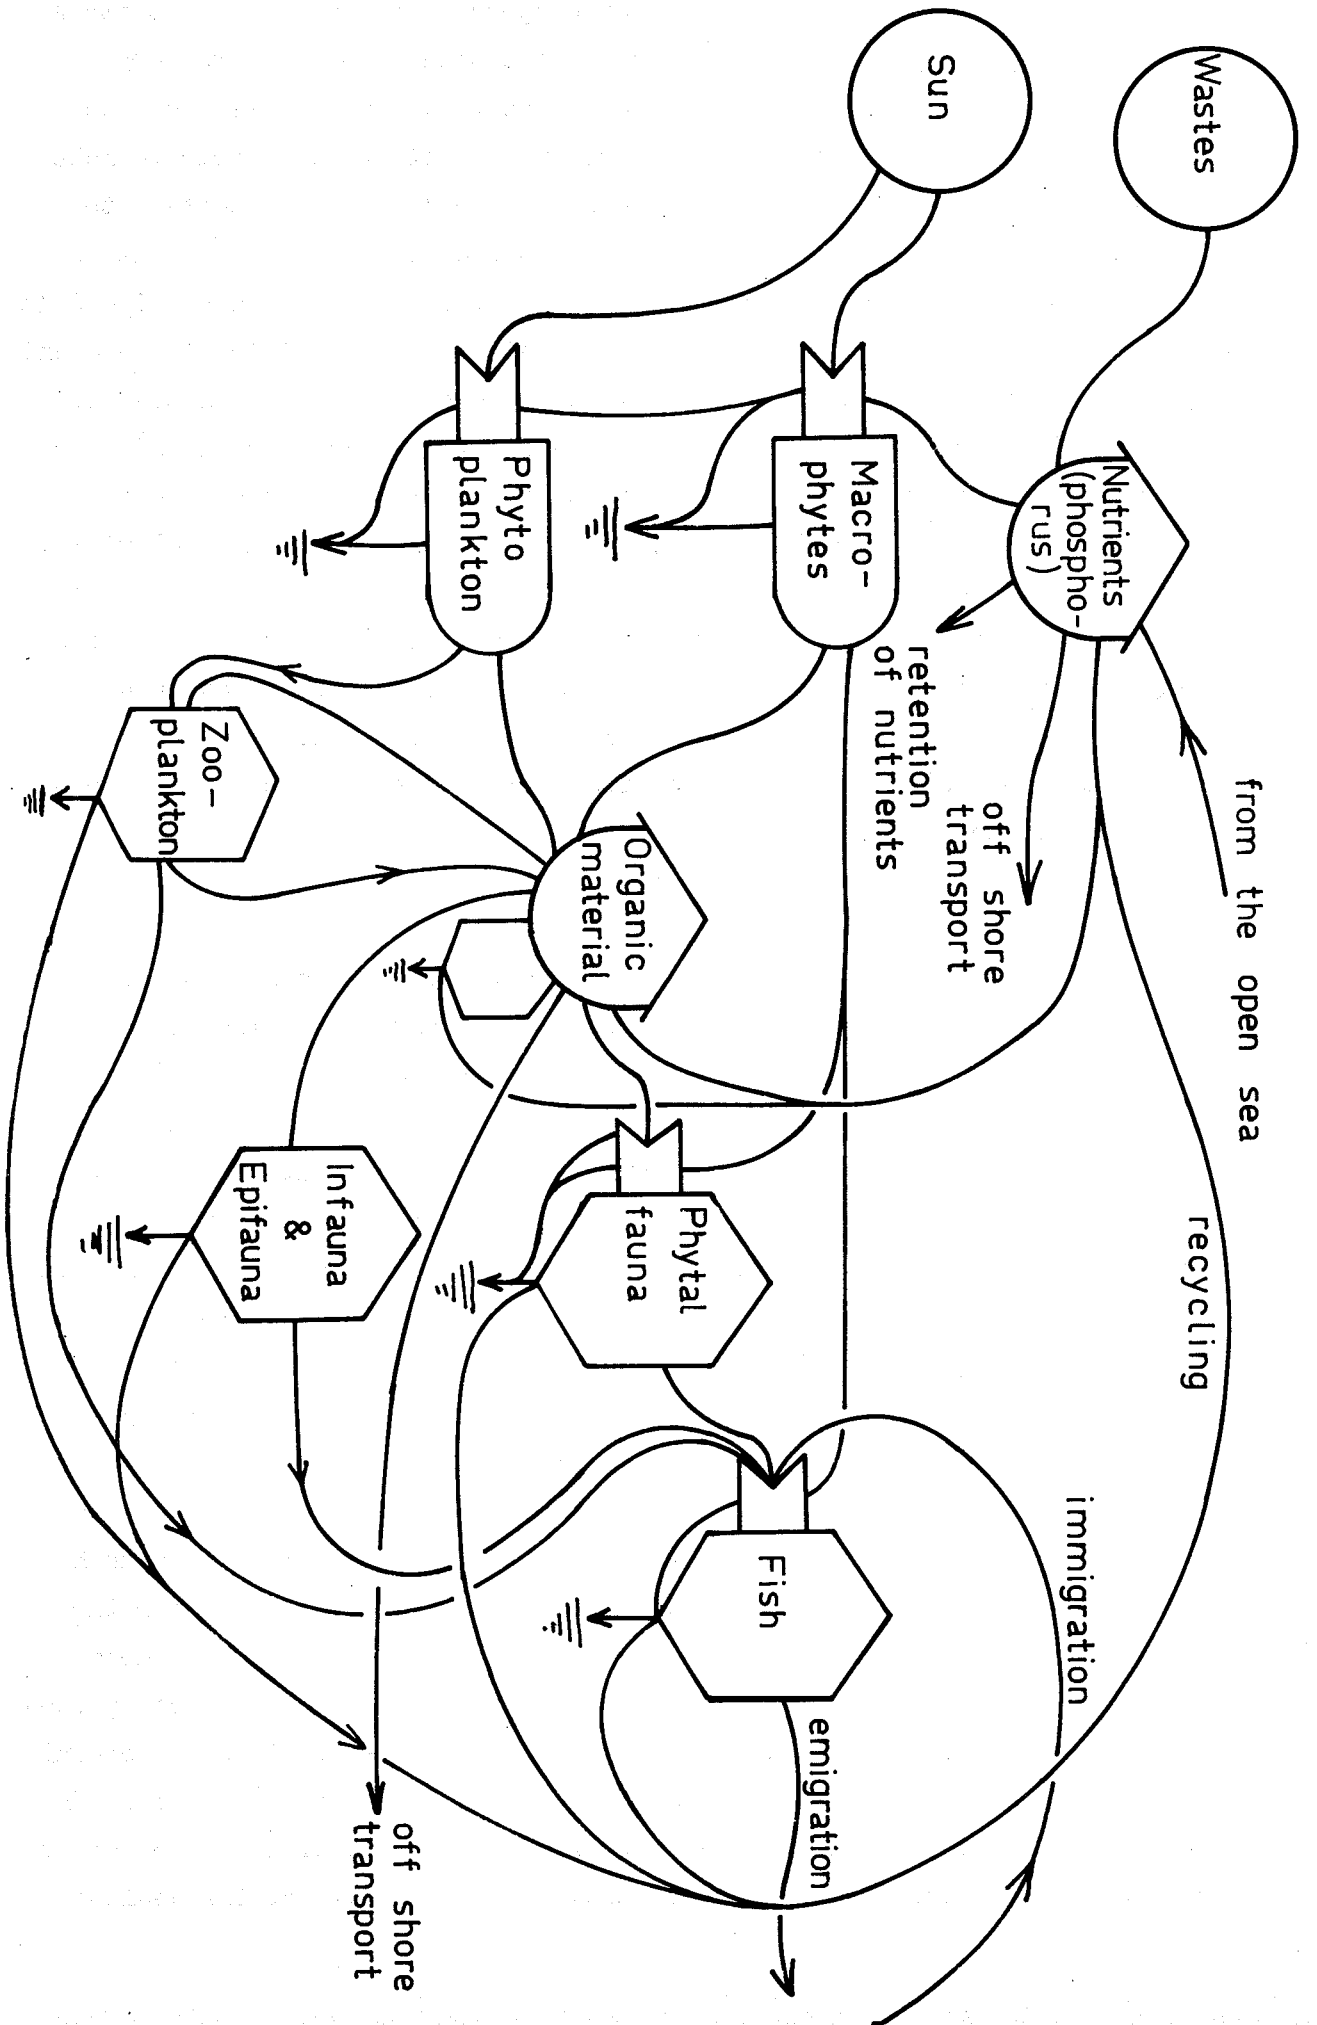 Wastes
Sun
Nutrients
(phospho-
rus)
from the open sea
off shore
transport
retention
of nutrients
Macro-
phytes
Phyto
plankton
Zoo-
plankton
Organic
material
recycling
Phytal
fauna
Infauna
&
Epifauna
immigration
Fish
emigration
off shore
transport